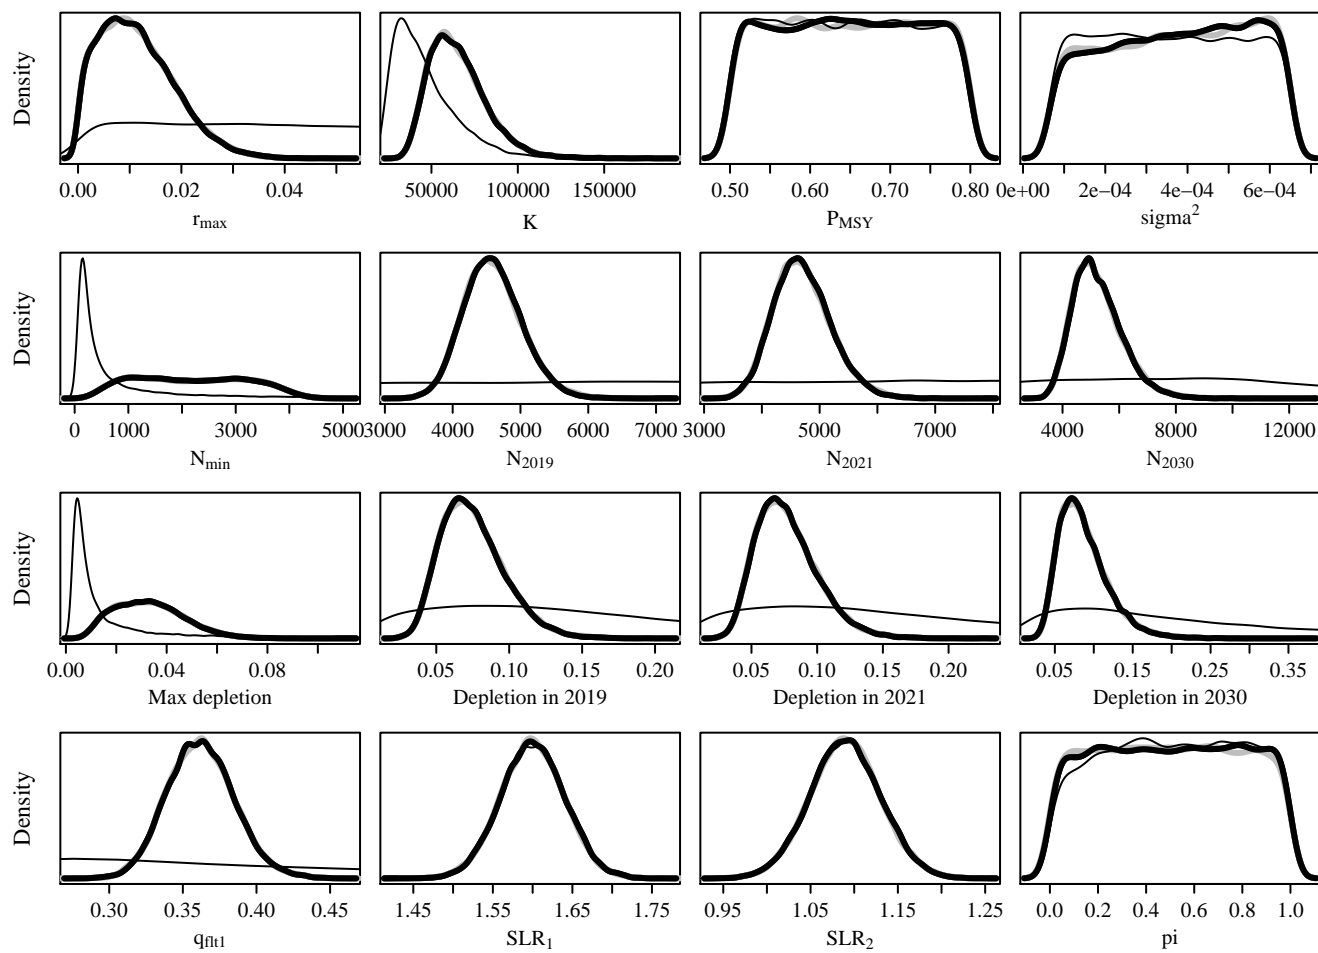 Density
0.00 0.02 0.04
r_max
50000 100000 150000
K
0.50 0.60 0.70 0.80
P_MSY
0e+00 2e−04 4e−04 6e−04
sigma^2
Density
0 1000 3000 5000
N_min
3000 4000 5000 6000 7000
N_2019
3000 5000 7000
N_2021
4000 8000 12000
N_2030
Density
0.00 0.04 0.08
Max depletion
0.05 0.10 0.15 0.20
Depletion in 2019
0.05 0.10 0.15 0.20
Depletion in 2021
0.05 0.15 0.25 0.35
Depletion in 2030
Density
0.30 0.35 0.40 0.45
q_flt1
1.45 1.55 1.65 1.75
SLR_1
0.95 1.05 1.15 1.25
SLR_2
0.0 0.2 0.4 0.6 0.8 1.0
pi